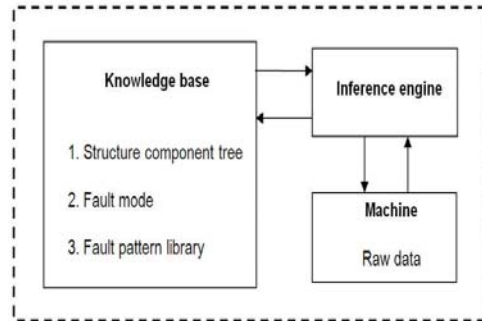 Knowledge base
1. Structure component tree
2. Fault mode
3. Fault pattern library
Inference engine
Machine
Raw data